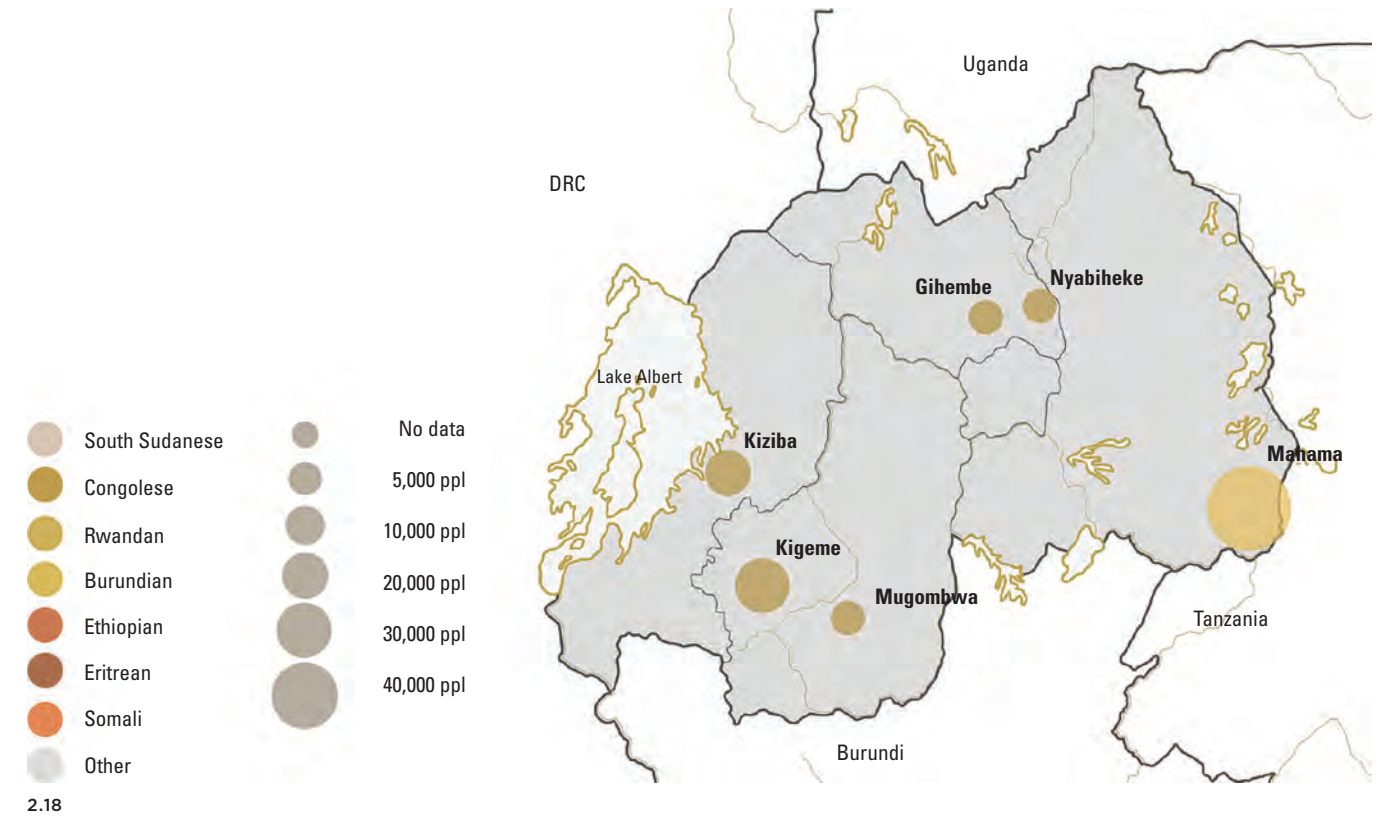 Uganda
DRC
Gihembe
Nyabiheke
Lake Albert
Kiziba
Mahama
Kigeme
Mugombwa
Tanzania
Burundi
South Sudanese
Congolese
Rwandan
Burundian
Ethiopian
Eritrean
Somali
Other
No data
5,000 ppl
10,000 ppl
20,000 ppl
30,000 ppl
40,000 ppl
2.18